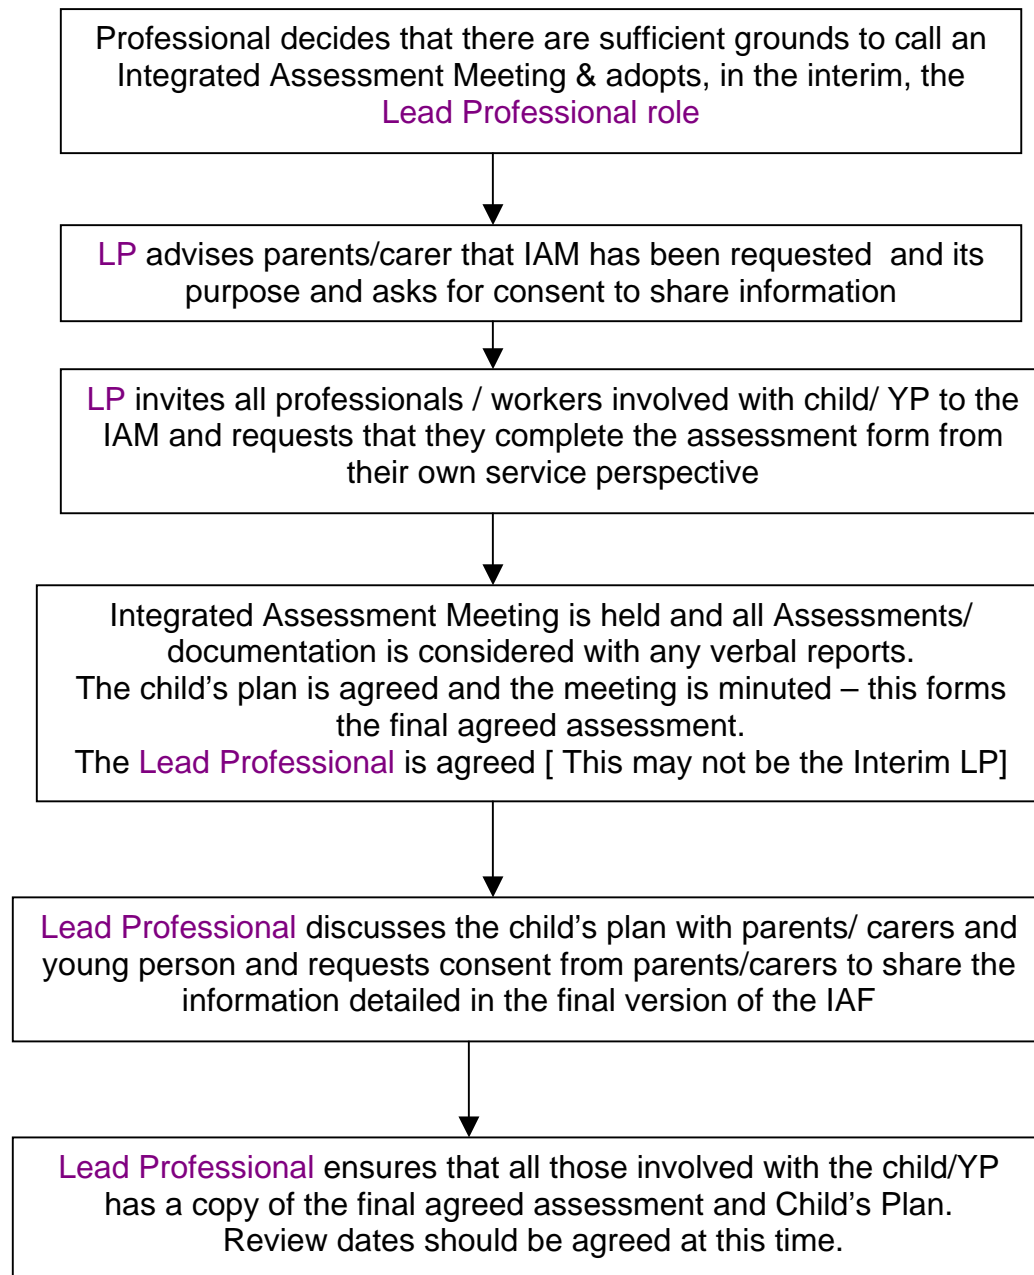 Professional decides that there are sufficient grounds to call an
Integrated Assessment Meeting & adopts, in the interim, the
Lead Professional role
LP advises parents/carer that IAM has been requested  and its
purpose and asks for consent to share information
LP invites all professionals / workers involved with child/ YP to the
IAM and requests that they complete the assessment form from
their own service perspective
Integrated Assessment Meeting is held and all Assessments/
documentation is considered with any verbal reports.
The child’s plan is agreed and the meeting is minuted – this forms
the final agreed assessment.
The Lead Professional is agreed [ This may not be the Interim LP]
Lead Professional discusses the child’s plan with parents/ carers and
young person and requests consent from parents/carers to share the
information detailed in the final version of the IAF
Lead Professional ensures that all those involved with the child/YP
has a copy of the final agreed assessment and Child’s Plan.
Review dates should be agreed at this time.